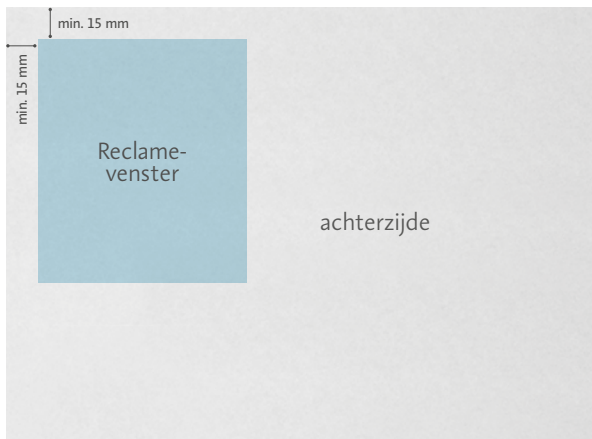 min. 15 mm
min. 15 mm
Reclame-
venster
achterzijde